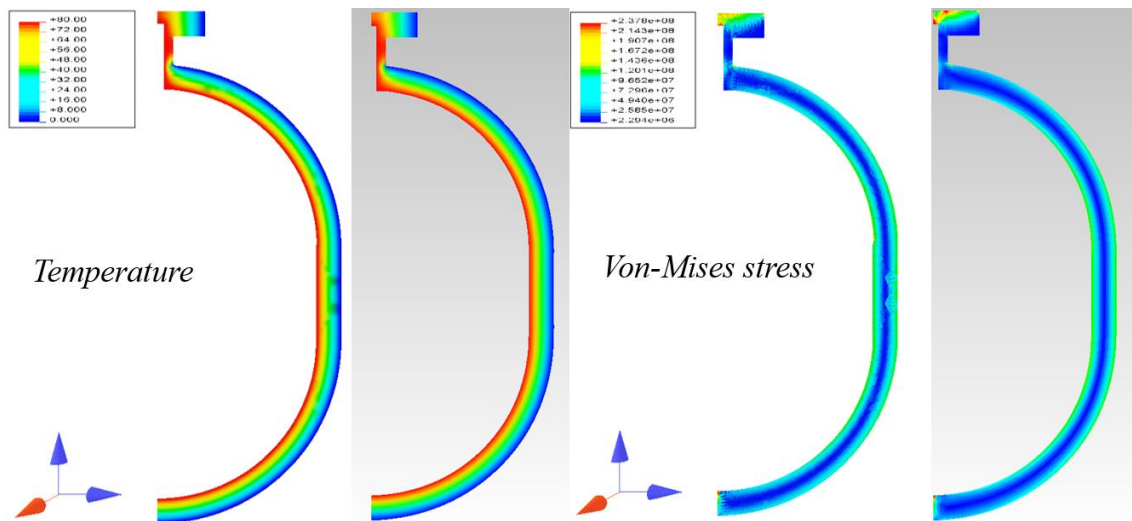 +80.00
+72.00
+64.00
+56.00
+48.00
+40.00
+32.00
+24.00
+16.00
+8.000
0.000
Temperature
+2.378e+08
+2.143e+08
+1.907e+08
+1.672e+08
+1.436e+08
+1.201e+08
+9.652e+07
+7.296e+07
+4.940e+07
+2.585e+07
+2.294e+06
Von-Mises stress